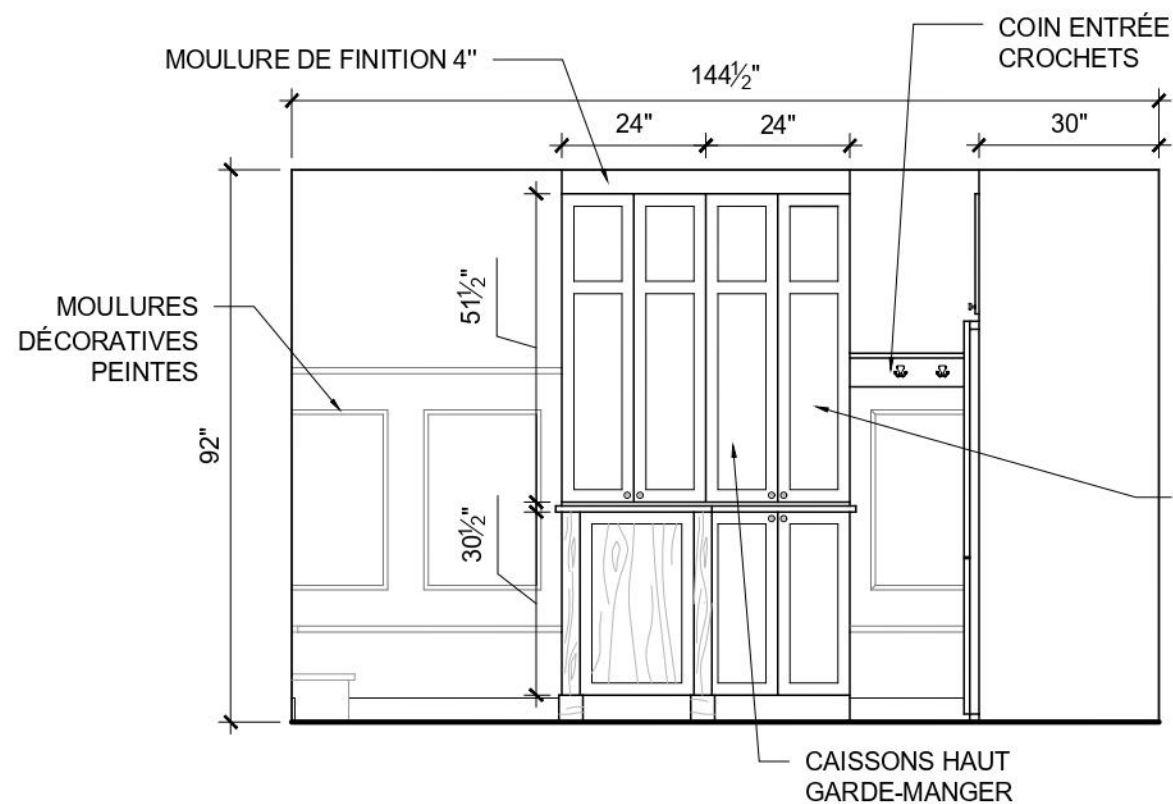 COIN ENTRÉE
CROCHETS
MOULURE DE FINITION 4"
144½"
24"
24"
30"
51½"
MOULURES
DÉCORATIVES
PEINTES
92"
30½"
CAISSONS HAUT
GARDE-MANGER